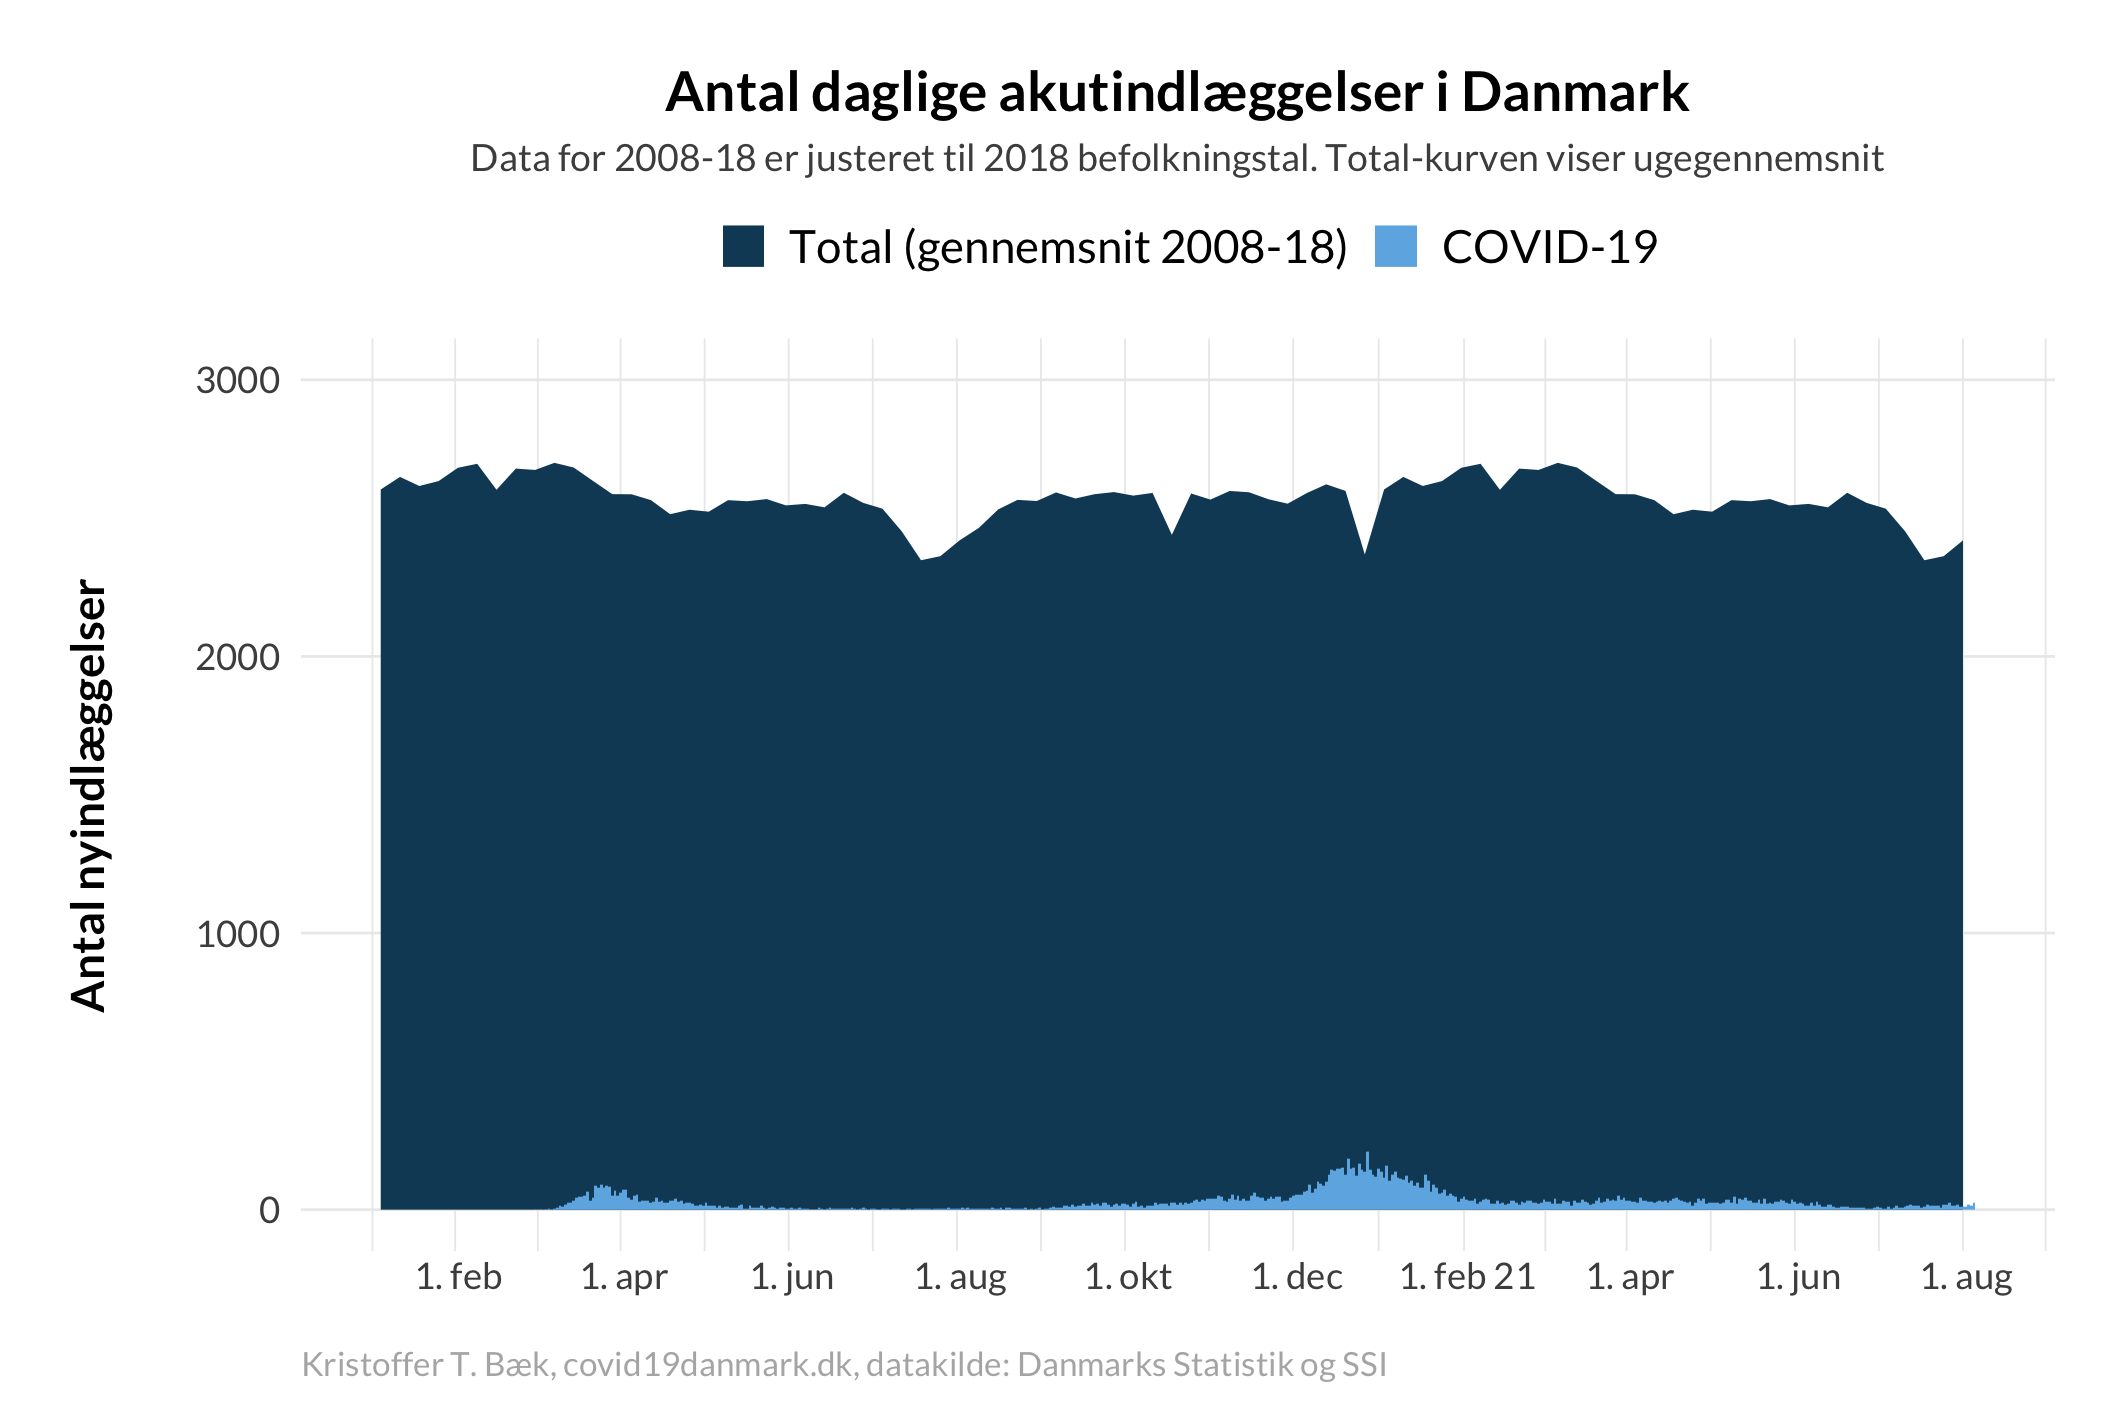 Antal daglige akutindlæggelser i Danmark
Data for 2008-18 er justeret til 2018 befolkningstal. Total-kurven viser ugegennemsnit
Total (gennemsnit 2008-18) COVID-19
Antal nyindlæggelser
3000
2000
1000
0
1. feb 1. apr 1. jun 1. aug 1. okt 1. dec 1. feb 21 1. apr 1. jun 1. aug
Kristoffer T. Bæk, covid19danmark.dk, datakilde: Danmarks Statistik og SSI